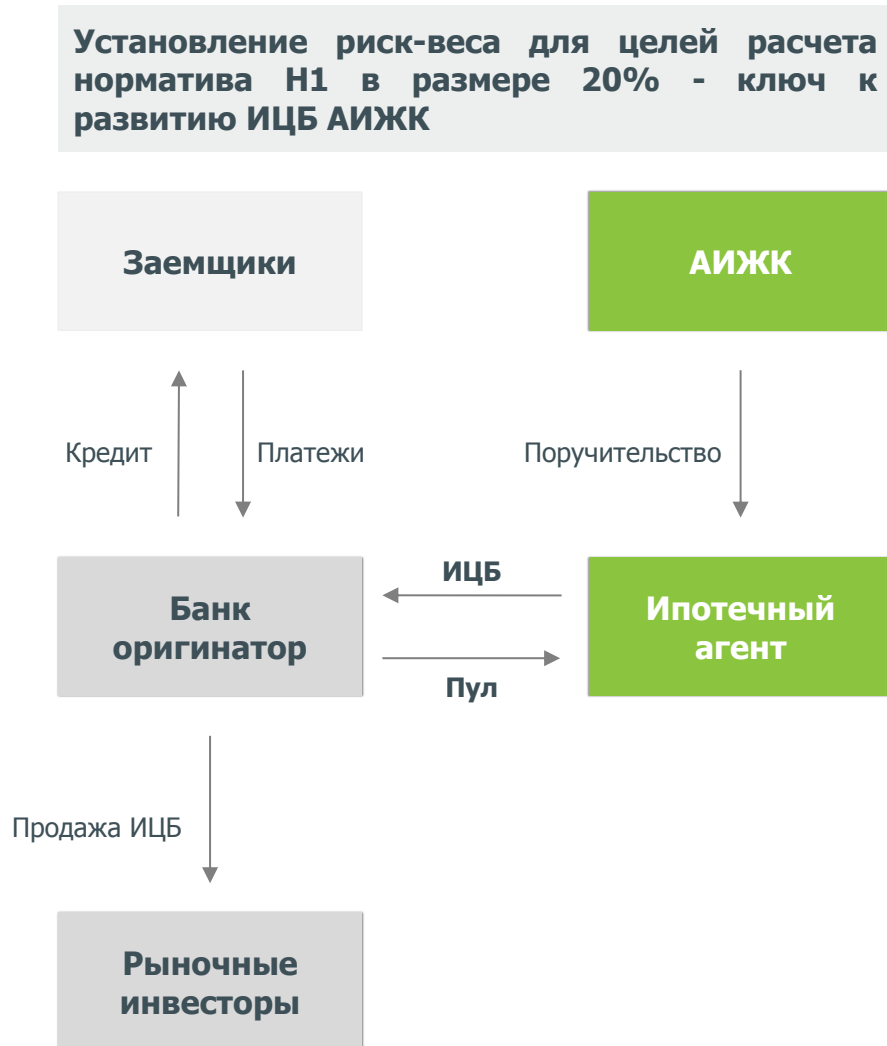 Установление риск-веса для целей расчета
норматива Н1 в размере 20% - ключ к
развитию ИЦБ АИЖК
Заемщики
АИЖК
Кредит
Платежи
Поручительство
Банк
оригинатор
ИЦБ
Пул
Ипотечный
агент
Продажа ИЦБ
Рыночные
инвесторы